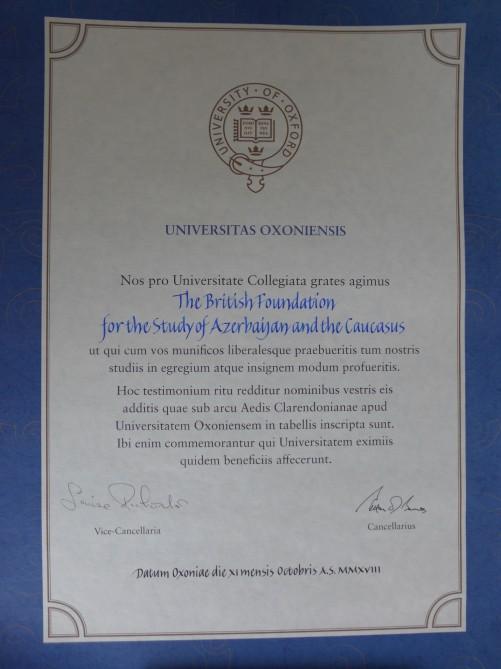 UNIVERSITY · OF · OXFORD
UNIVERSITAS OXONIENSIS
Nos pro Universitate Collegiata grates agimus
The British Foundation
for the Study of Azerbaijan and the Caucasus
ut qui cum vos munificos liberalesque praebueritis tum nostris
studiis in egregium atque insignem modum profueritis.
Hoc testimonium ritu redditur nominibus vestris eis
additis quae sub arcu Aedis Clarendonianae apud
Universitatem Oxoniensem in tabellis inscripta sunt.
Ibi enim commemorantur qui Universitatem eximiis
quidem beneficiis affecerunt.
Vice-Cancellaria
Cancellarius
Datum Oxoniae die XI mensis Octobris A.S. MMXVIII